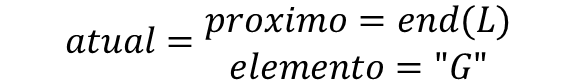 atual = proximo = end(L)
elemento = "G"